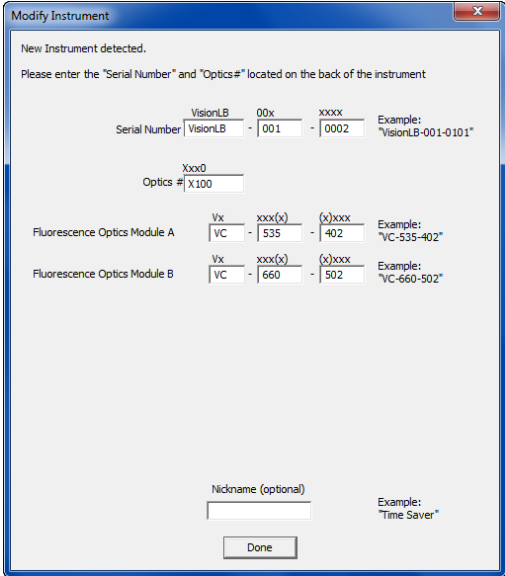 Modify Instrument
New Instrument detected.
Please enter the "Serial Number" and "Optics#" located on the back of the instrument
VisionLB 00x xxxx
Serial Number VisionLB - 001 - 0002 Example:
"VisionLB-001-0101"
Xxx0
Optics # X100
Vx xxx(x) (x)xxx
Fluorescence Optics Module A VC - 535 - 402 Example:
"VC-535-402"
Vx xxx(x) (x)xxx
Fluorescence Optics Module B VC - 660 - 502 Example:
"VC-660-502"
Nickname (optional)
Example:
"Time Saver"
Done